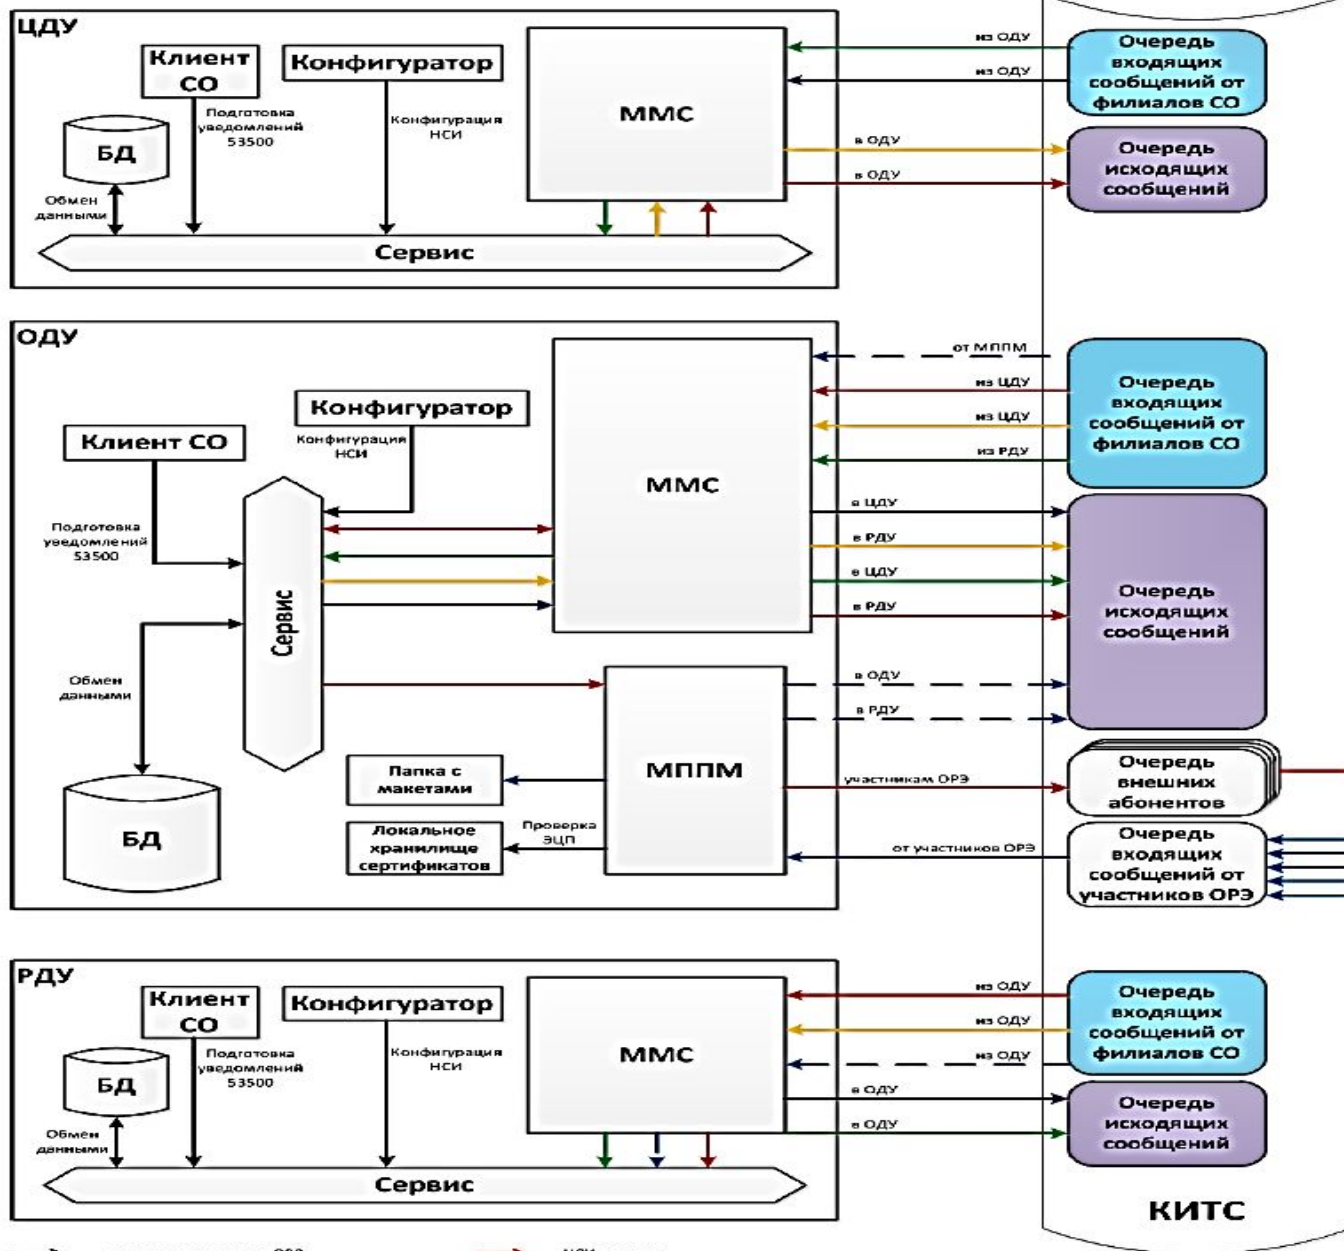 ЦДУ
Клиент
СО
Конфигуратор
БД
Подготовка
уведомлений
53500
Конфигурация
НСИ
Обмен
данными
ММС
Сервис
из ОДУ
из ОДУ
в ОДУ
в ОДУ
Очередь
входящих
сообщений от
филиалов СО
Очередь
исходящих
сообщений
ОДУ
Конфигуратор
Клиент СО
Конфигурация
НСИ
Подготовка
уведомлений
53500
Сервис
Обмен
данными
БД
ММС
МППМ
Папка с
макетами
Локальное
хранилище
сертификатов
Проверка
ЭЦП
от МППМ
из ЦДУ
из ЦДУ
из РДУ
в ЦДУ
в РДУ
в ЦДУ
в РДУ
в ОДУ
в РДУ
участникам ОРЭ
от участников ОРЭ
Очередь
входящих
сообщений от
филиалов СО
Очередь
исходящих
сообщений
Очередь
внешних
абонентов
Очередь
входящих
сообщений от
участников ОРЭ
РДУ
Клиент
СО
Конфигуратор
БД
Подготовка
уведомлений
53500
Конфигурация
НСИ
Обмен
данными
ММС
Сервис
из ОДУ
из ОДУ
из ОДУ
в ОДУ
в ОДУ
Очередь
входящих
сообщений от
филиалов СО
Очередь
исходящих
сообщений
КИТС